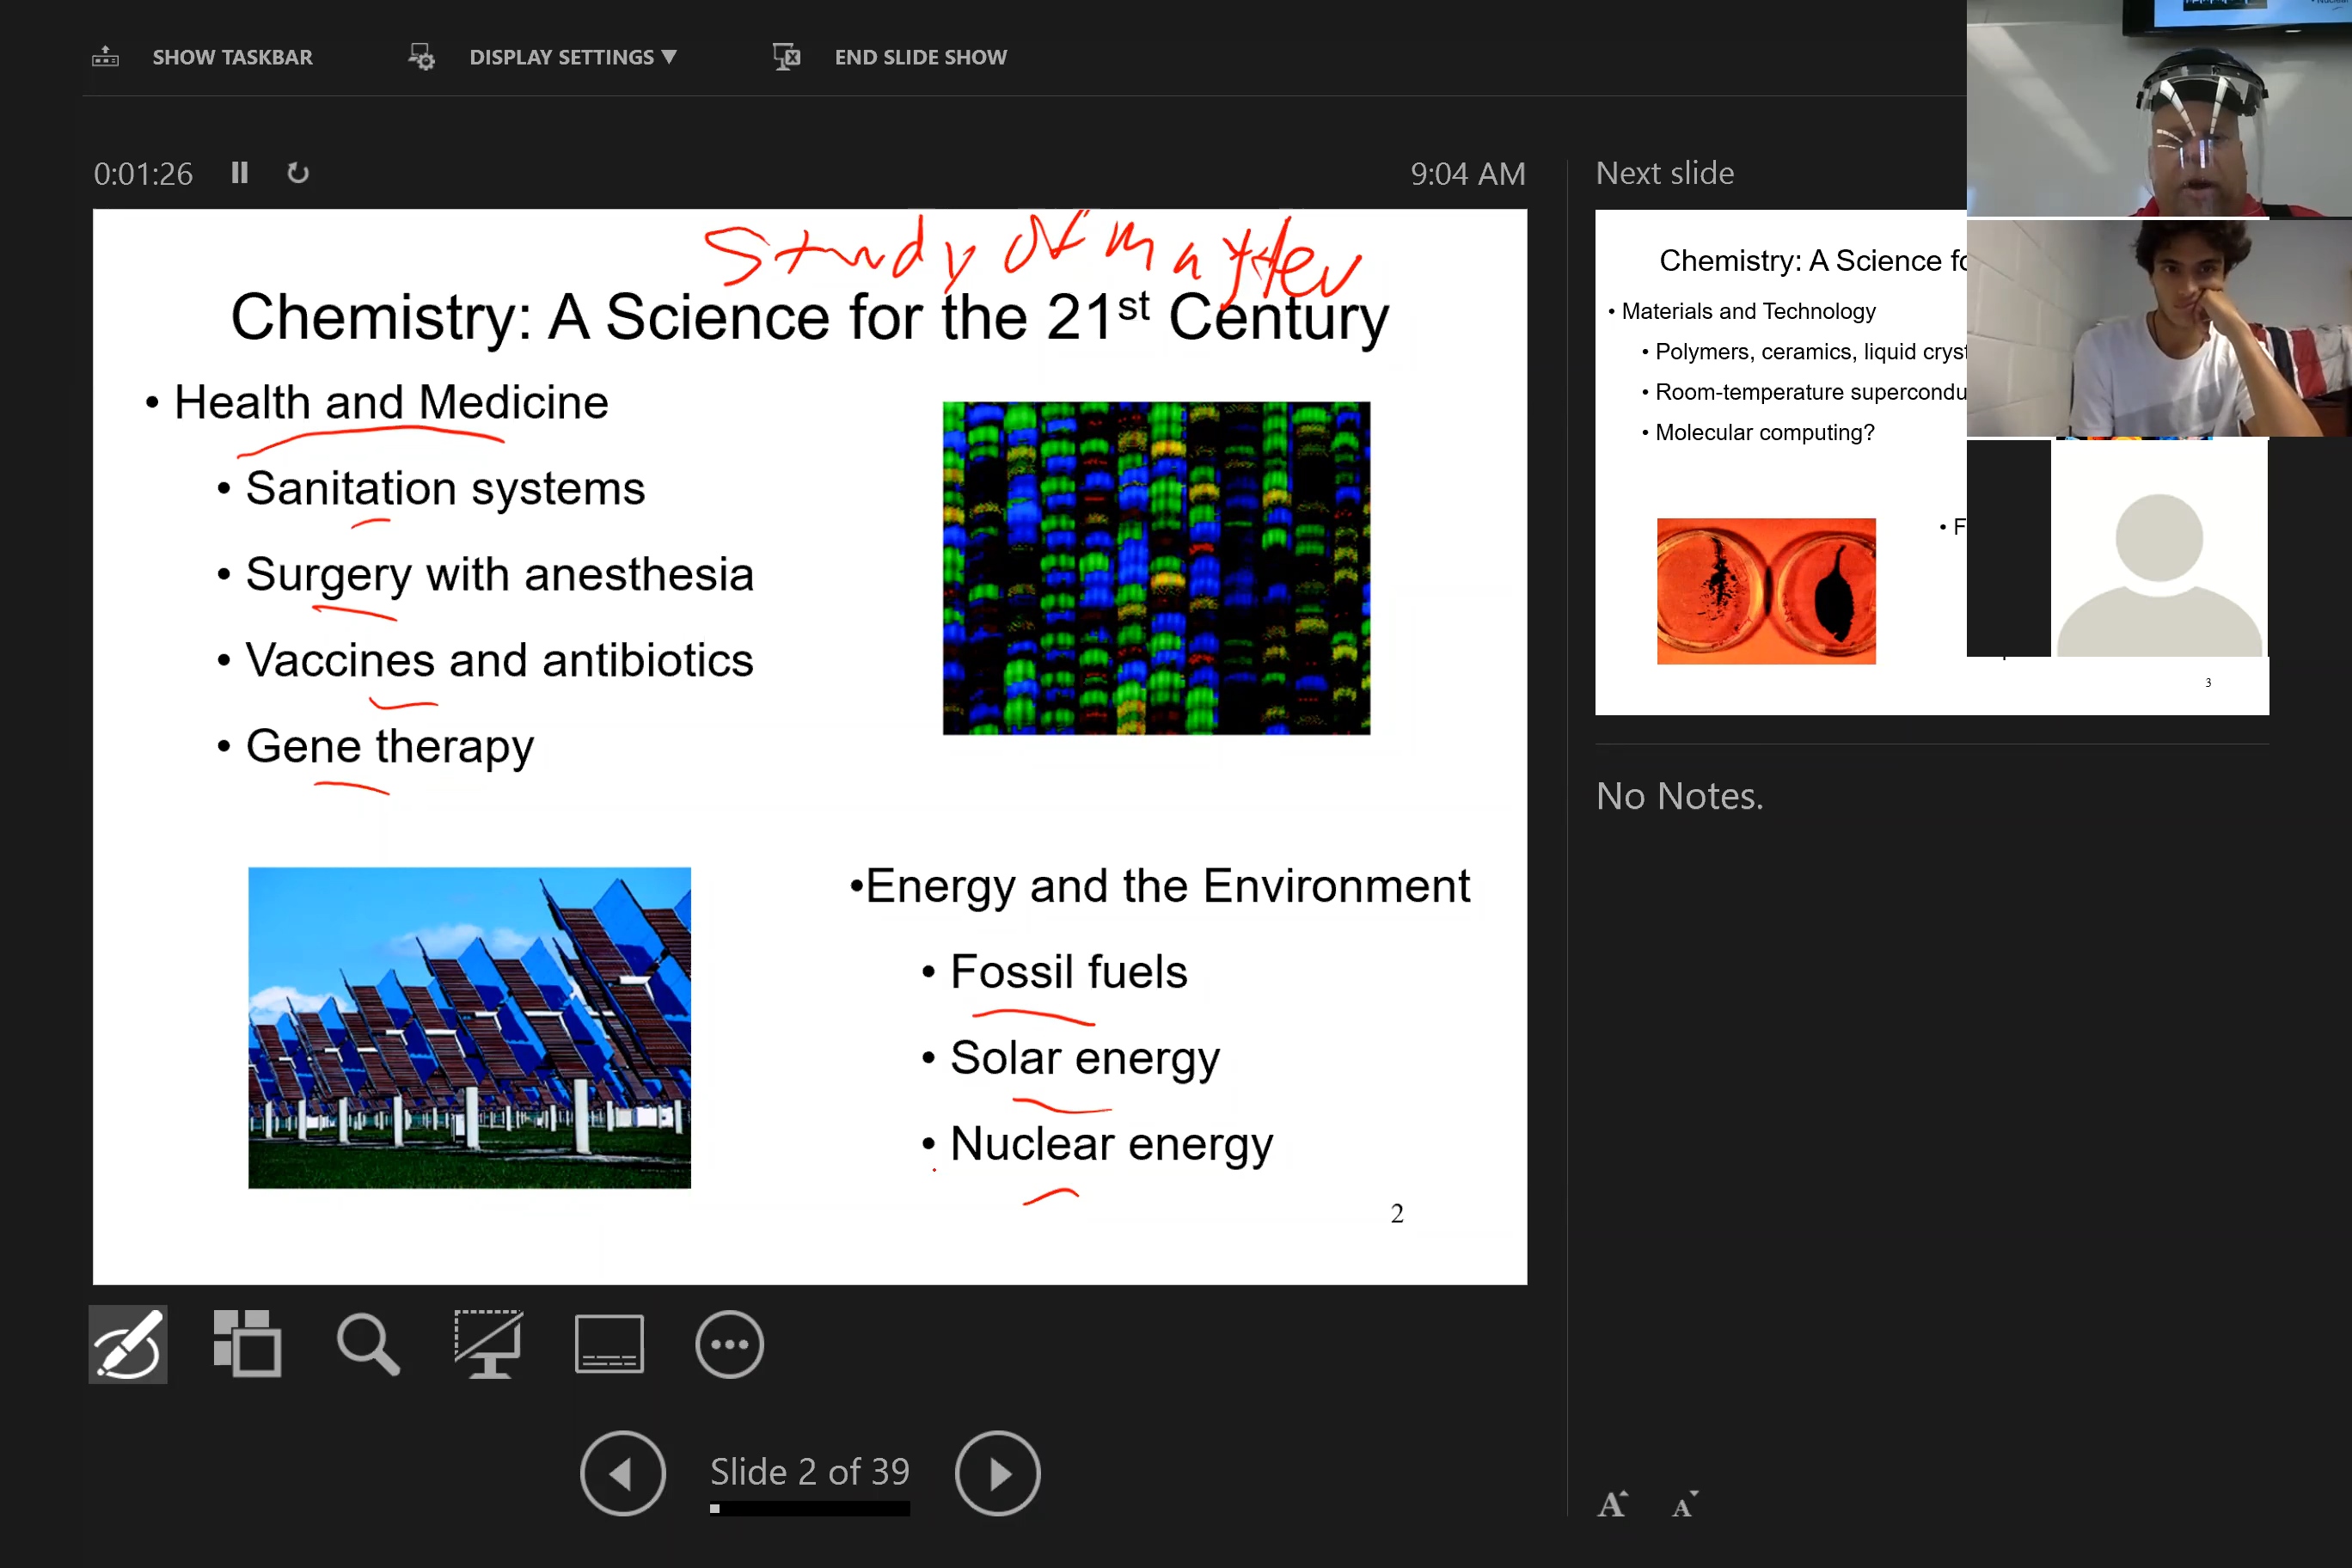 SHOW TASKBAR
DISPLAY SETTINGS ▼
END SLIDE SHOW
0:01:26
9:04 AM
Study of matter
Chemistry: A Science for the 21st Century
• Health and Medicine
• Sanitation systems
• Surgery with anesthesia
• Vaccines and antibiotics
• Gene therapy
•Energy and the Environment
• Fossil fuels
• Solar energy
• Nuclear energy
2
Slide 2 of 39
Next slide
Chemistry: A Science
• Materials and Technology
• Polymers, ceramics, liquid
• Room-temperature
• Molecular computing?
• F
3
No Notes.
A A